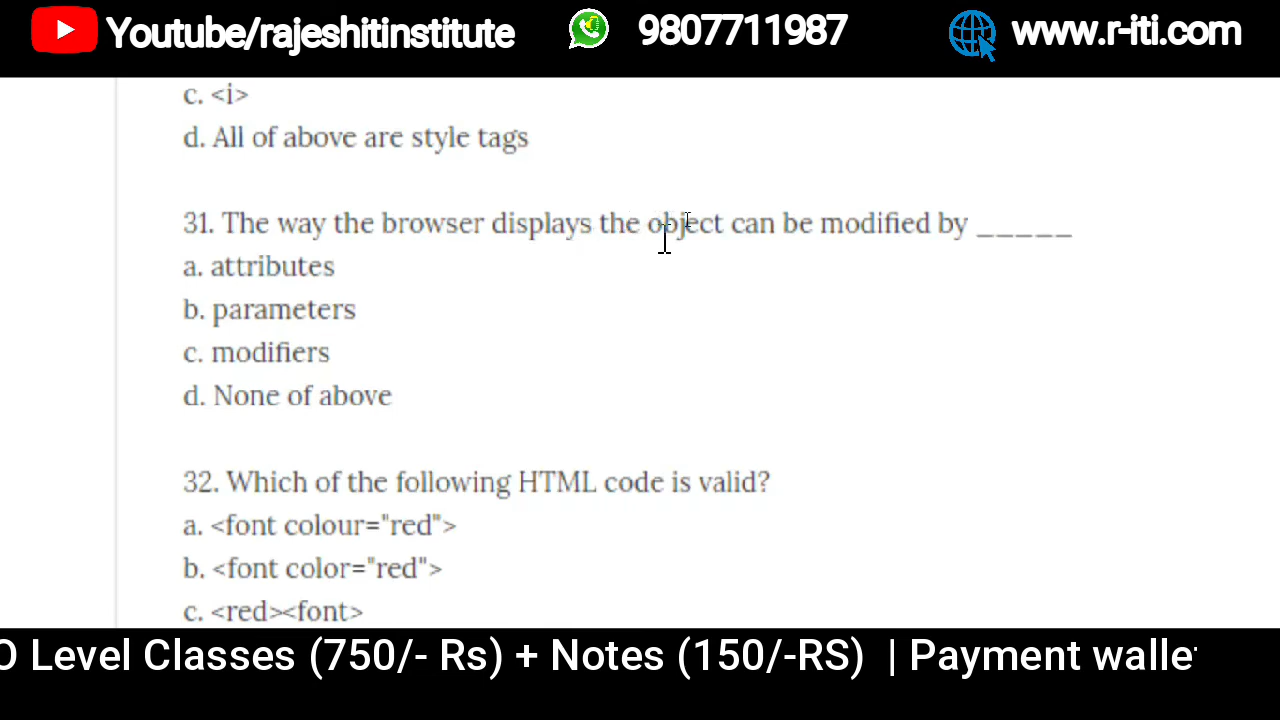 Youtube/rajeshitinstitute 9807711987 www.r-iti.com
c. <i>
d. All of above are style tags
31. The way the browser displays the object can be modified by _____
a. attributes
b. parameters
c. modifiers
d. None of above
32. Which of the following HTML code is valid?
a. <font colour="red">
b. <font color="red">
c. <red><font>
O Level Classes (750/- Rs) + Notes (150/-RS) | Payment walle